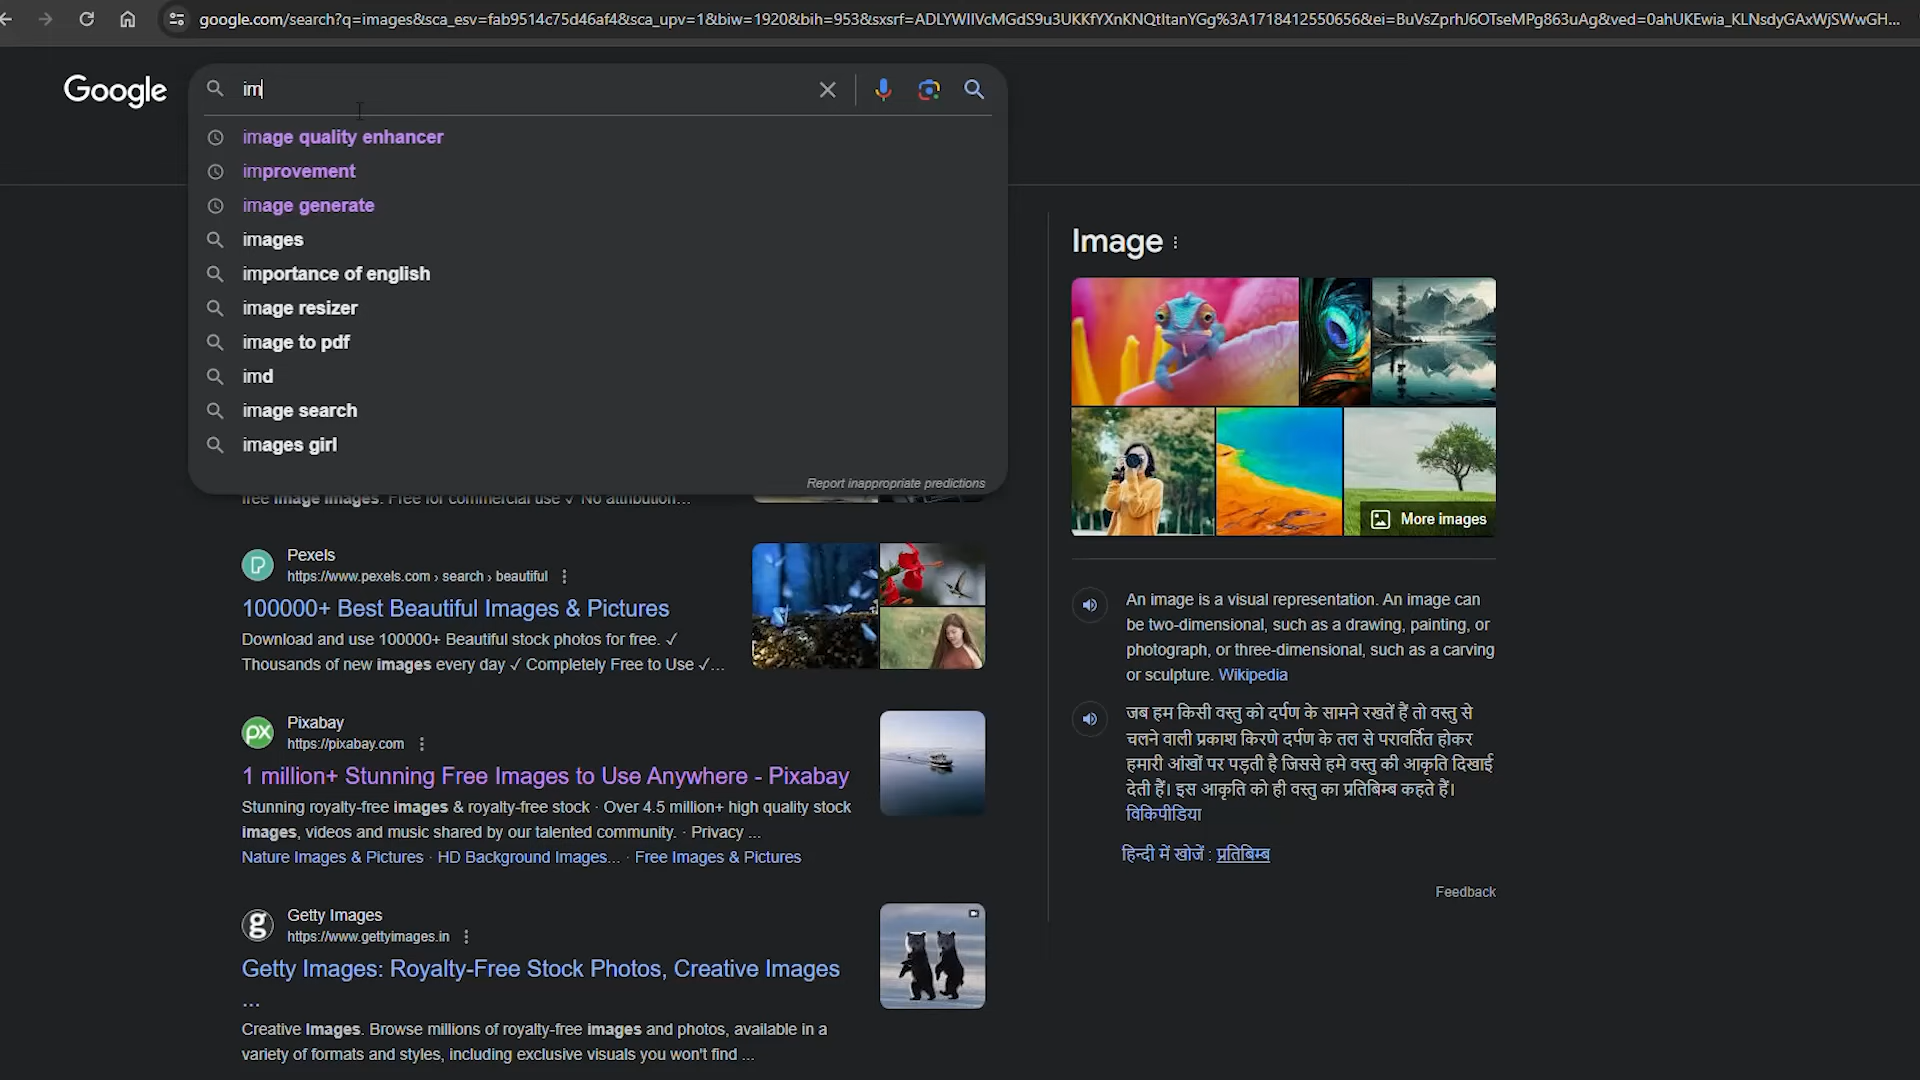 google.com/search?q=images&sca_esv=fab9514c75d46af4&sca_upv=1&biw=1920&bih=953&sxsrf=ADLYWIIVcMGdS9u3UKKfYXnKNQtItanYGg%3A1718412550656&ei=BuVsZprhJ6OTseMPg863uAg&ved=0ahUKEwia_KLNsdyGAxWjSWwGH...
Google
im
image quality enhancer
improvement
image generate
images
importance of english
image resizer
image to pdf
imd
image search
images girl
Report inappropriate predictions
free image images. Free for commercial use ✓ No attribution...
Pexels
https://www.pexels.com › search › beautiful
100000+ Best Beautiful Images & Pictures
Download and use 100000+ Beautiful stock photos for free. ✓
Thousands of new images every day ✓ Completely Free to Use ✓...
Pixabay
https://pixabay.com
1 million+ Stunning Free Images to Use Anywhere - Pixabay
Stunning royalty-free images & royalty-free stock · Over 4.5 million+ high quality stock
images, videos and music shared by our talented community. · Privacy ...
Nature Images & Pictures · HD Background Images... · Free Images & Pictures
Getty Images
https://www.gettyimages.in
Getty Images: Royalty-Free Stock Photos, Creative Images
...
Creative Images. Browse millions of royalty-free images and photos, available in a
variety of formats and styles, including exclusive visuals you won't find ...
Image
More images
An image is a visual representation. An image can
be two-dimensional, such as a drawing, painting, or
photograph, or three-dimensional, such as a carving
or sculpture. Wikipedia
जब हम किसी वस्तु को दर्पण के सामने रखतें हैं तो वस्तु से
चलने वाली प्रकाश किरणे दर्पण के तल से परावर्तित होकर
हमारी आंखों पर पड़ती है जिससे हमे वस्तु की आकृति दिखाई
देती हैं। इस आकृति को ही वस्तु का प्रतिबिम्ब कहते हैं।
विकिपीडिया
हिन्दी में खोजें : प्रतिबिम्ब
Feedback